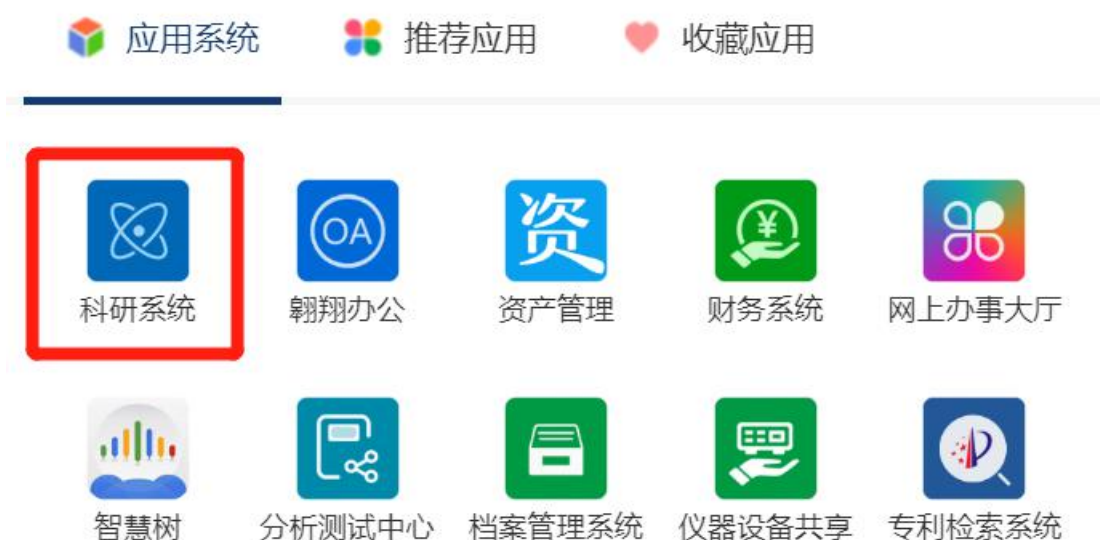 应用系统 推荐应用 收藏应用
OA 资 ¥
科研系统 翱翔办公 资产管理 财务系统 网上办事大厅
智慧树 分析测试中心 档案管理系统 仪器设备共享 专利检索系统